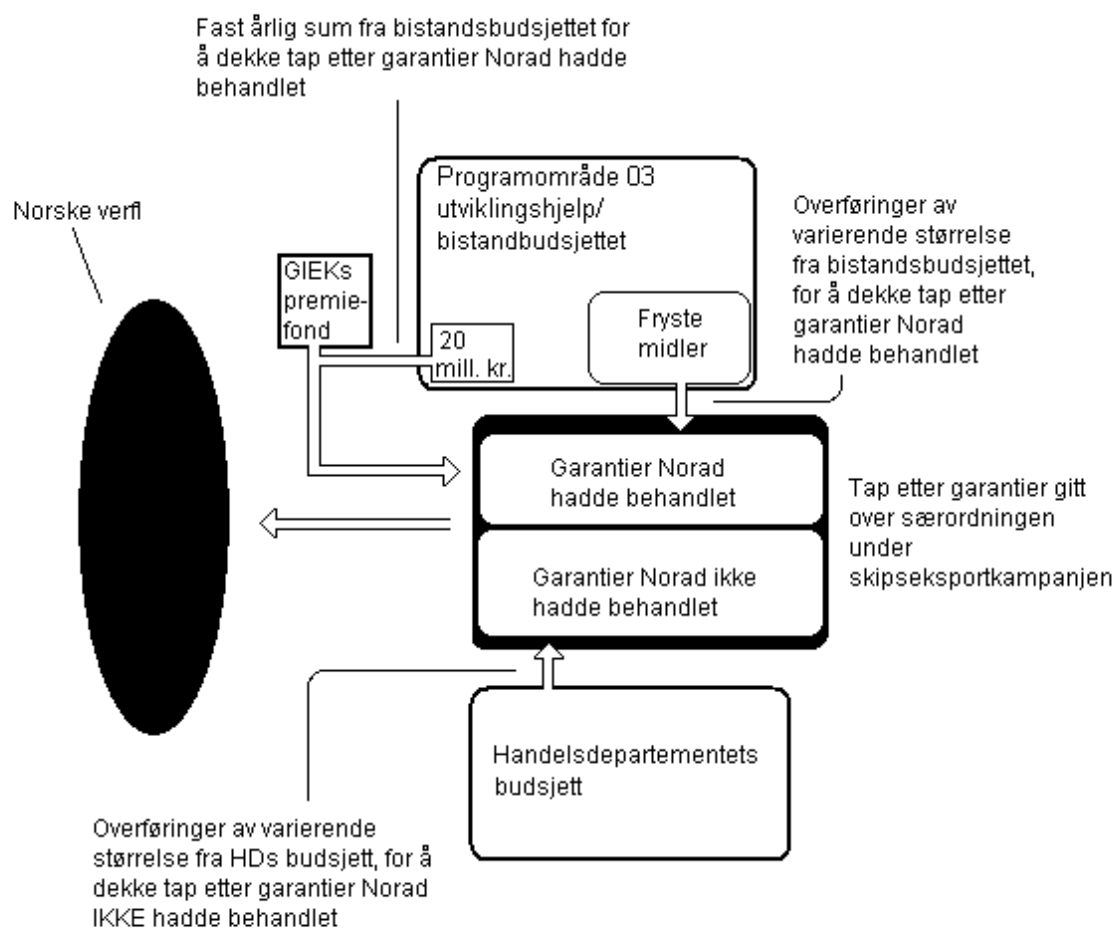 Fast årlig sum fra bistandsbudsjettet for
å dekke tap etter garantier Norad hadde
behandlet
Programområde 03
utviklingshjelp/
bistandbudsjettet
Norske verft
GIEKs
premie-
fond
20
mill. kr.
Fryste
midler
Overføringer av
varierende
størrelse
fra bistandsbudsjettet,
for å dekke tap etter
garantier Norad
hadde behandlet
Garantier Norad
hadde behandlet
Garantier Norad ikke
hadde behandlet
Tap etter garantier gitt
over særordningen
under
skipseksportkampanjen
Handelsdepartementets
budsjett
Overføringer av varierende
størrelse fra HDs budsjett, for å
dekke tap etter garantier Norad
IKKE hadde behandlet